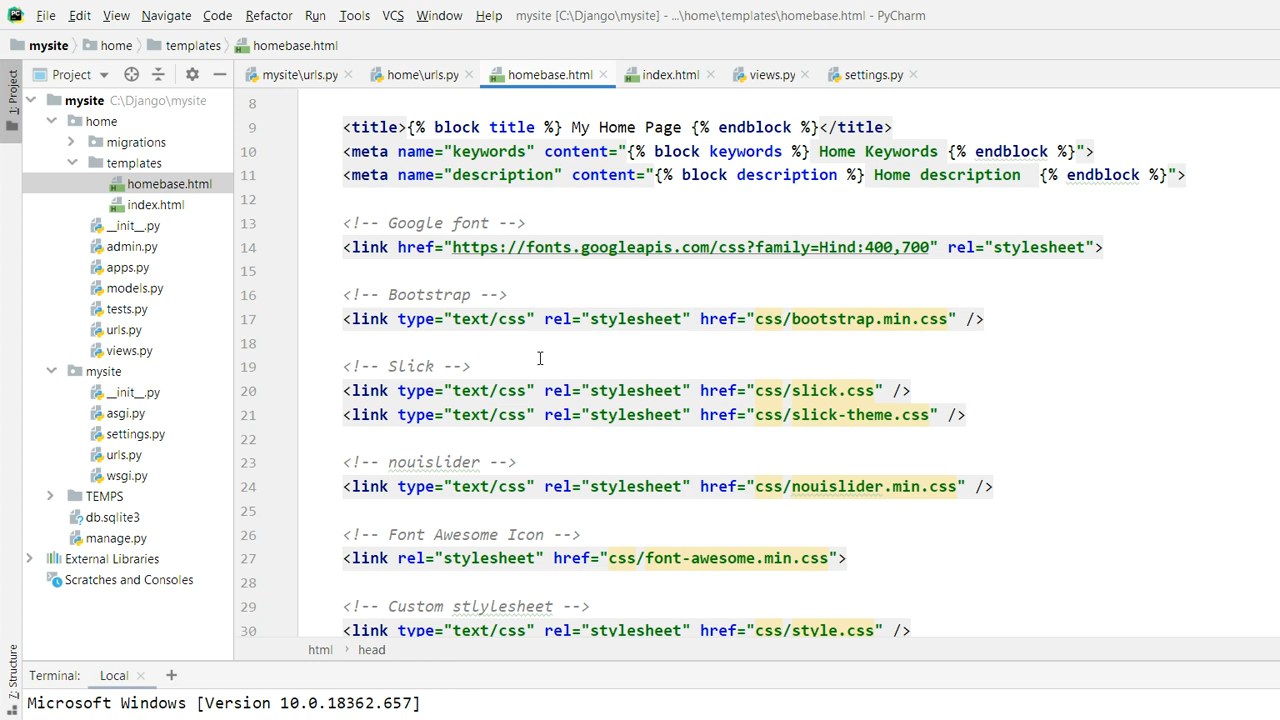 File Edit View Navigate Code Refactor Run Tools VCS Window Help mysite [C:\Django\mysite] - ...\home\templates\homebase.html - PyCharm
mysite home templates homebase.html
Project mysite\urls.py home\urls.py homebase.html index.html views.py settings.py
1: Project
mysite C:\Django\mysite
home
migrations
templates
homebase.html
index.html
__init__.py
admin.py
apps.py
models.py
tests.py
urls.py
views.py
mysite
__init__.py
asgi.py
settings.py
urls.py
wsgi.py
TEMPS
db.sqlite3
manage.py
External Libraries
Scratches and Consoles
8
9 <title>{% block title %} My Home Page {% endblock %}</title>
10 <meta name="keywords" content="{% block keywords %} Home Keywords {% endblock %}">
11 <meta name="description" content="{% block description %} Home description {% endblock %}">
12
13 <!-- Google font -->
14 <link href="https://fonts.googleapis.com/css?family=Hind:400,700" rel="stylesheet">
15
16 <!-- Bootstrap -->
17 <link type="text/css" rel="stylesheet" href="css/bootstrap.min.css" />
18
19 <!-- Slick -->
20 <link type="text/css" rel="stylesheet" href="css/slick.css" />
21 <link type="text/css" rel="stylesheet" href="css/slick-theme.css" />
22
23 <!-- nouislider -->
24 <link type="text/css" rel="stylesheet" href="css/nouislider.min.css" />
25
26 <!-- Font Awesome Icon -->
27 <link rel="stylesheet" href="css/font-awesome.min.css">
28
29 <!-- Custom stlylesheet -->
30 <link type="text/css" rel="stylesheet" href="css/style.css" />
html head
7: Structure
Terminal: Local
Microsoft Windows [Version 10.0.18362.657]